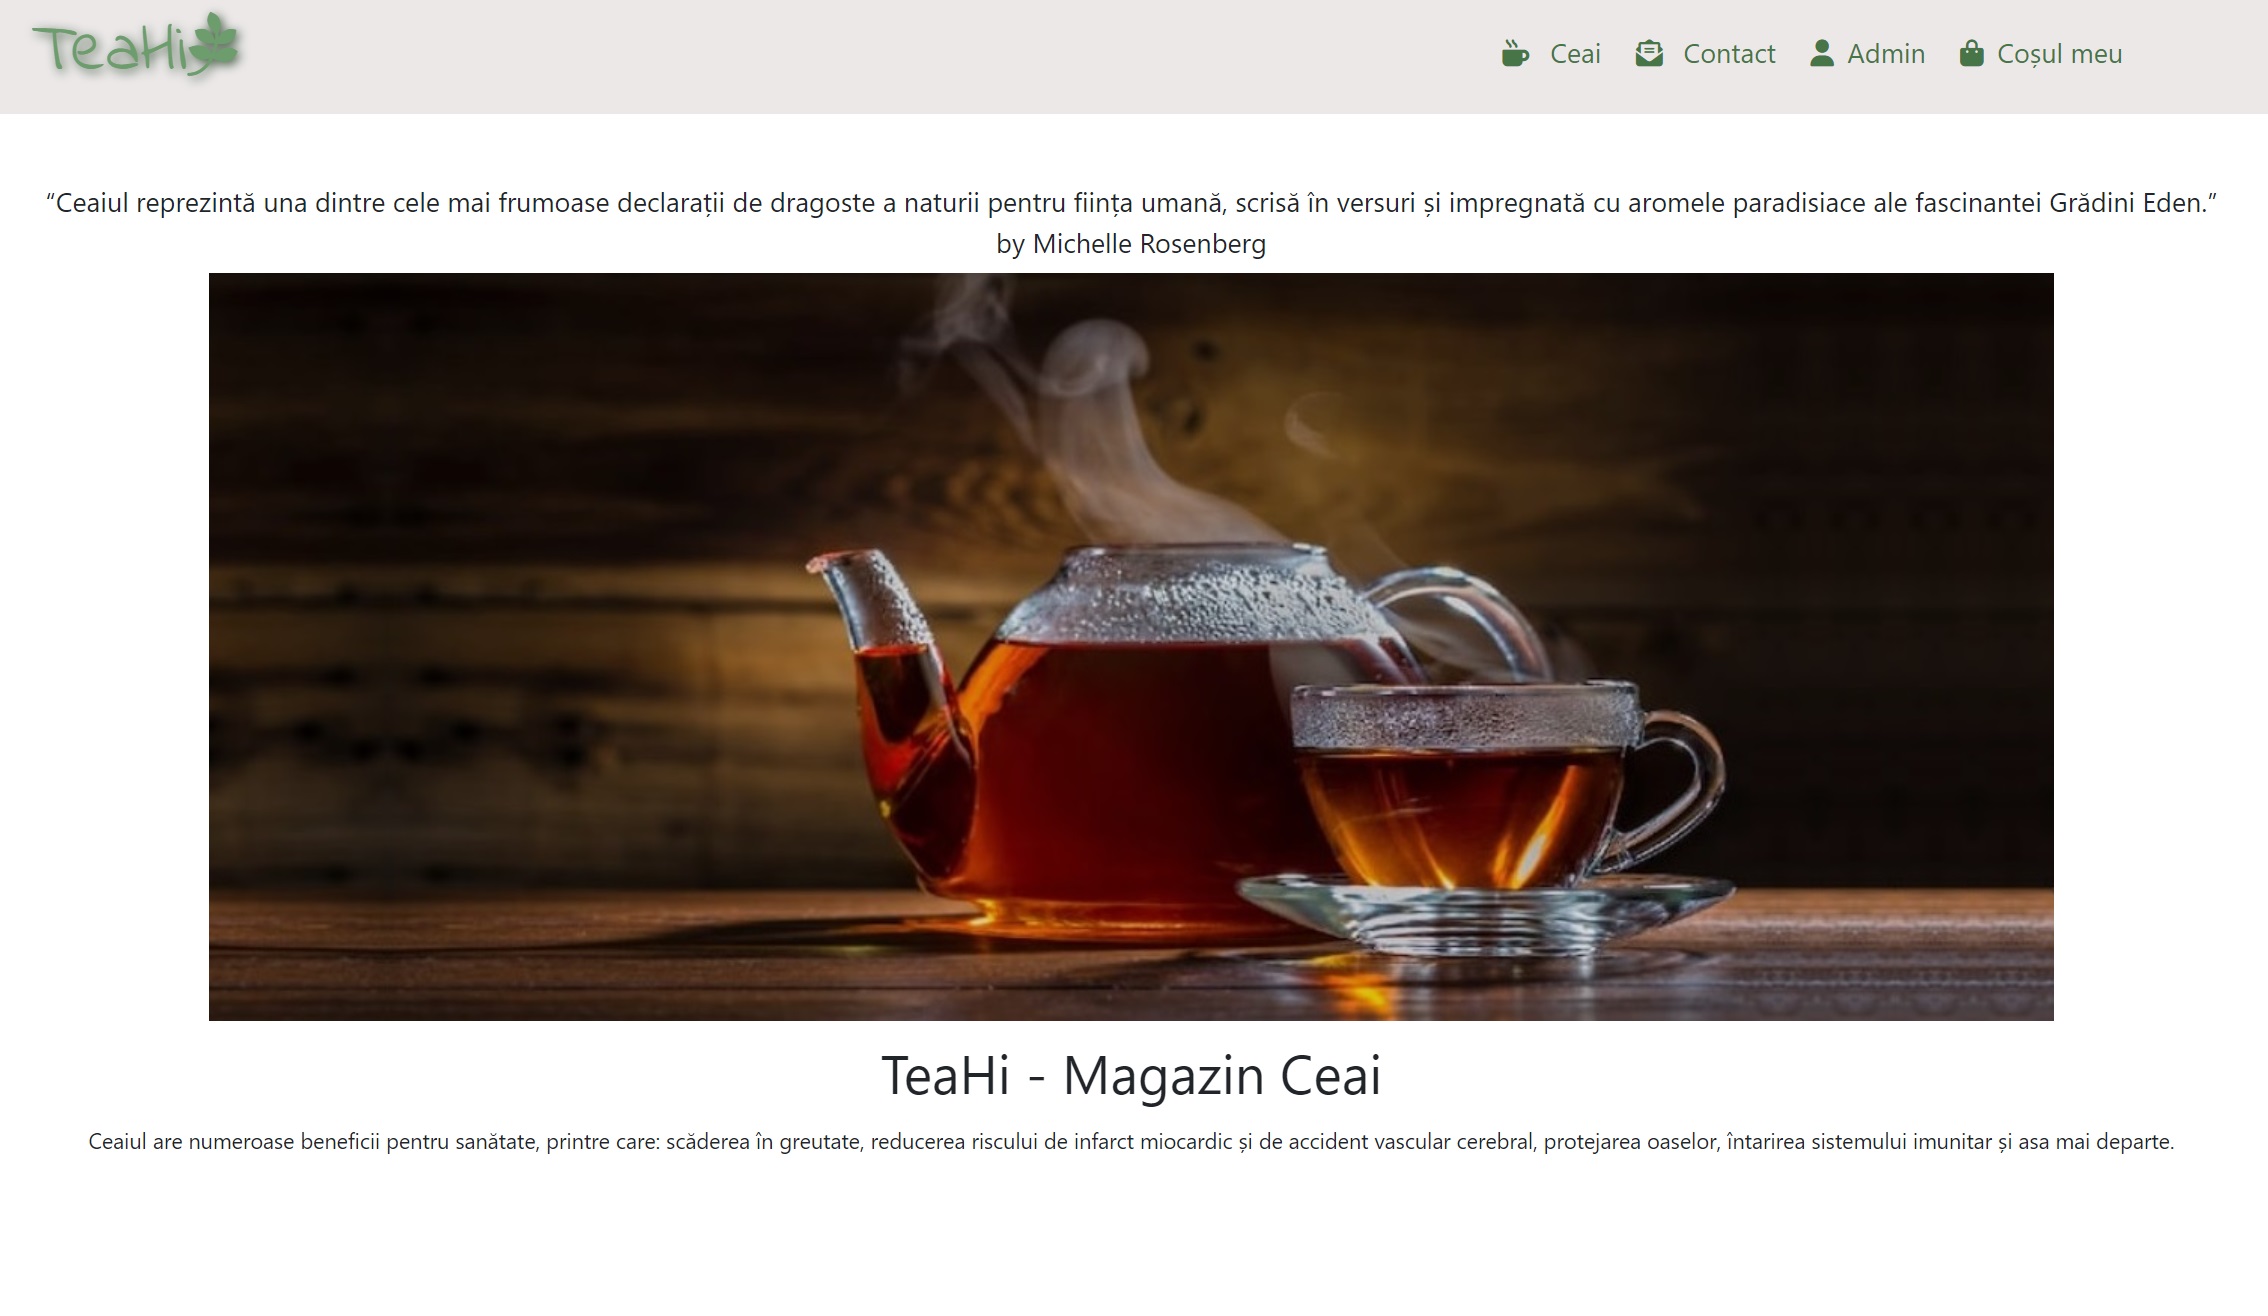 TeaHi
Ceai
Contact
Admin
Coșul meu
“Ceaiul reprezintă una dintre cele mai frumoase declarații de dragoste a naturii pentru ființa umană, scrisă în versuri și impregnată cu aromele paradisiace ale fascinantei Grădini Eden.”
by Michelle Rosenberg
TeaHi - Magazin Ceai
Ceaiul are numeroase beneficii pentru sanătate, printre care: scăderea în greutate, reducerea riscului de infarct miocardic și de accident vascular cerebral, protejarea oaselor, întarirea sistemului imunitar și asa mai departe.